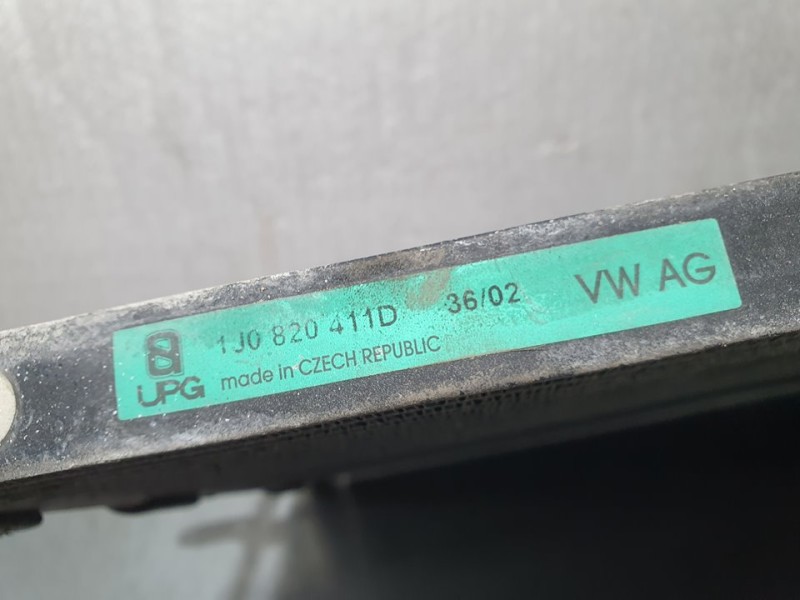 1J0 820 411D 36/02 VW AG
UPG made in CZECH REPUBLIC